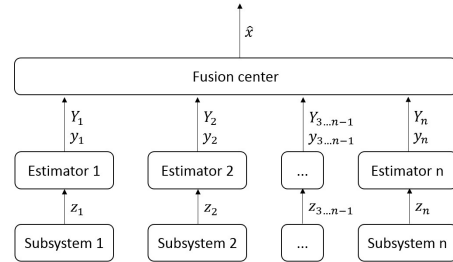 x̂
Fusion center
Y₁ Y₂ Y₃…ₙ₋₁ Yₙ
y₁ y₂ y₃…ₙ₋₁ yₙ
Estimator 1 Estimator 2 ... Estimator n
z₁ z₂ z₃…ₙ₋₁ zₙ
Subsystem 1 Subsystem 2 ... Subsystem n